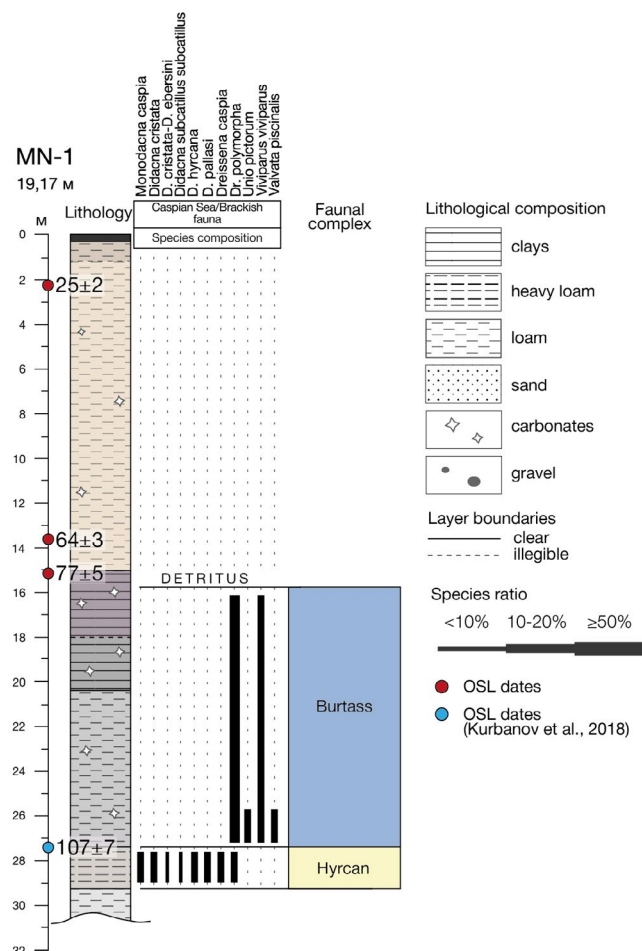 MN-1
19,17 м
м
Lithology
Monodacna caspia
Didacna cristata
D. cristata-D. ebersini
Didacna subcatillus subcatillus
D. hyrcana
D. pallasi
Dreissena caspia
Dr. polymorpha
Unio pictorum
Viviparus viviparus
Valvata piscinalis
Caspian Sea/Brackish
fauna
Species composition
Faunal
complex
0
2
4
6
8
10
12
14
16
18
20
22
24
26
28
30
32
25±2
64±3
77±5
107±7
DETRITUS
Burtass
Hyrcan
Lithological composition
clays
heavy loam
loam
sand
carbonates
gravel
Layer boundaries
clear
illegible
Species ratio
<10% 10-20% ≥50%
OSL dates
OSL dates
(Kurbanov et al., 2018)